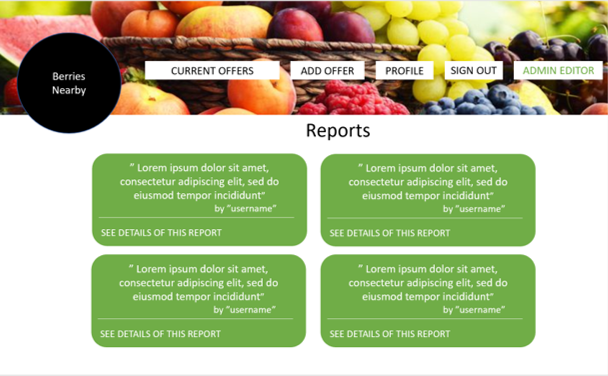 Berries
Nearby
CURRENT OFFERS
ADD OFFER
PROFILE
SIGN OUT
ADMIN EDITOR
Reports
” Lorem ipsum dolor sit amet,
consectetur adipiscing elit, sed do
eiusmod tempor incididunt”
by ”username”
SEE DETAILS OF THIS REPORT
” Lorem ipsum dolor sit amet,
consectetur adipiscing elit, sed do
eiusmod tempor incididunt”
by ”username”
SEE DETAILS OF THIS REPORT
” Lorem ipsum dolor sit amet,
consectetur adipiscing elit, sed do
eiusmod tempor incididunt”
by ”username”
SEE DETAILS OF THIS REPORT
” Lorem ipsum dolor sit amet,
consectetur adipiscing elit, sed do
eiusmod tempor incididunt”
by ”username”
SEE DETAILS OF THIS REPORT